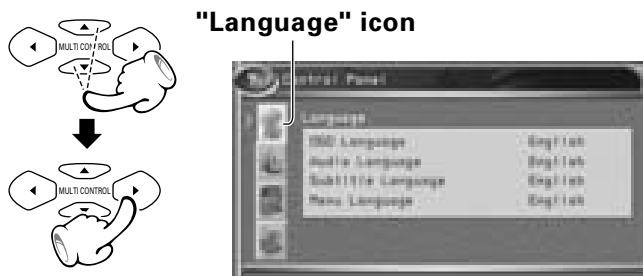 "Language" icon
MULTI CONTROL
MULTI CONTROL
Control Panel
Language
OSD Language English
Audio Language English
Subtitle Language English
Menu Language English